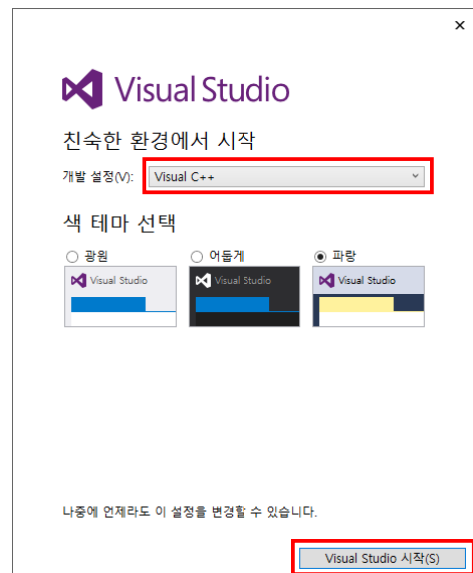 Visual Studio
친숙한 환경에서 시작
개발 설정(V): Visual C++
색 테마 선택
광원 어둡게 파랑
Visual Studio Visual Studio Visual Studio
나중에 언제라도 이 설정을 변경할 수 있습니다.
Visual Studio 시작(S)